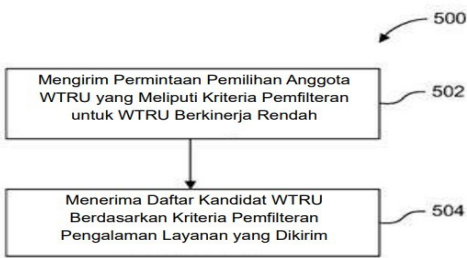 500
Mengirim Permintaan Pemilihan Anggota
WTRU yang Meliputi Kriteria Pemfilteran
untuk WTRU Berkinerja Rendah
502
Menerima Daftar Kandidat WTRU
Berdasarkan Kriteria Pemfilteran
Pengalaman Layanan yang Dikirim
504